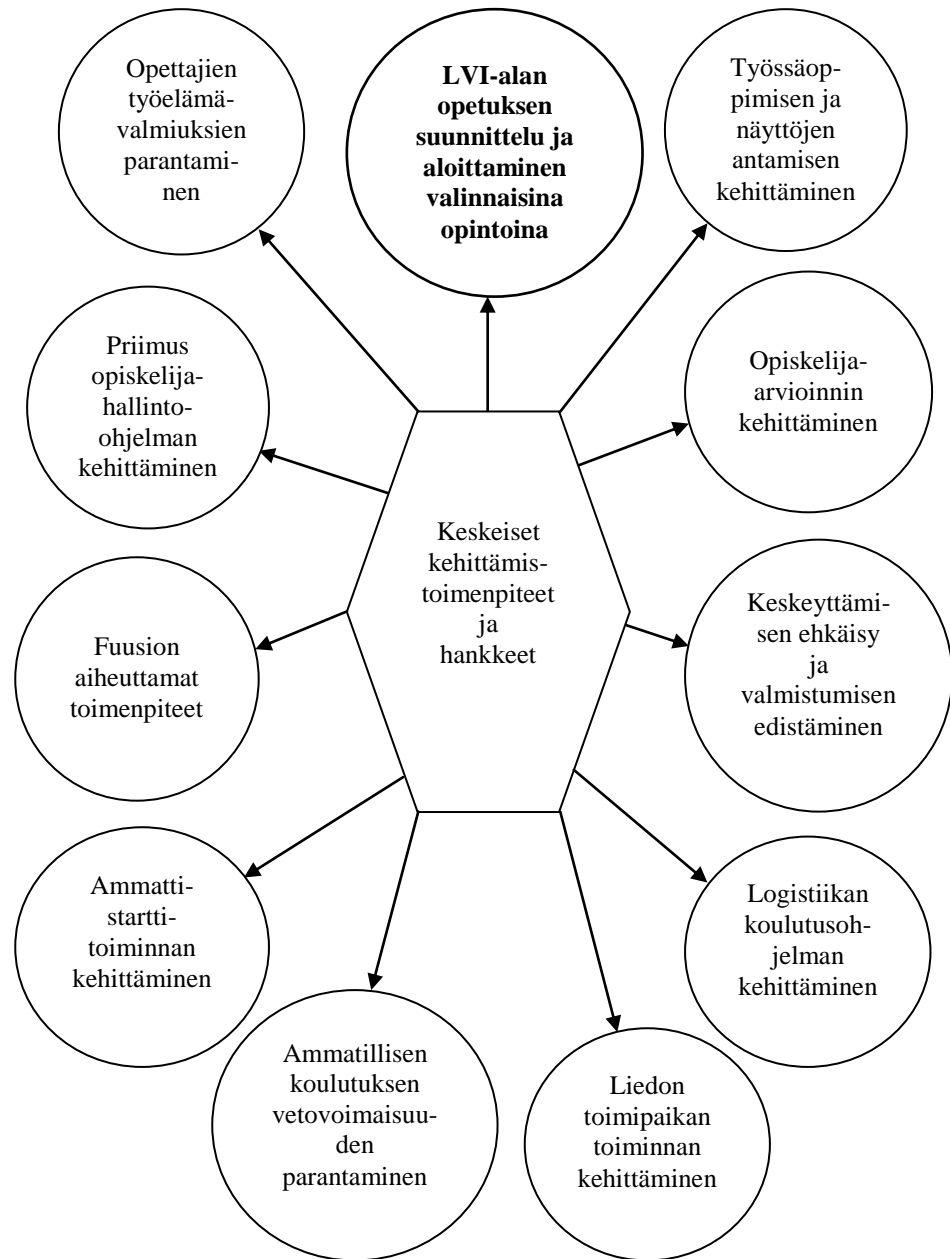 Opettajien
työelämä-
valmiuksien
parantami-
nen
LVI-alan
opetuksen
suunnittelu ja
aloittaminen
valinnaisina
opintoina
Työssäop-
pimisen ja
näyttöjen
antamisen
kehittäminen
Priimus
opiskelija-
hallinto-
ohjelman
kehittäminen
Opiskelija-
arvioinnin
kehittäminen
Keskeiset
kehittämis-
toimenpiteet
ja
hankkeet
Fuusion
aiheuttamat
toimenpiteet
Keskeyttämi-
sen ehkäisy
ja
valmistumisen
edistäminen
Ammatti-
startti-
toiminnan
kehittäminen
Logistiikan
koulutusoh-
jelman
kehittäminen
Ammatillisen
koulutuksen
vetovoimaisuu-
den
parantaminen
Liedon
toimipaikan
toiminnan
kehittäminen